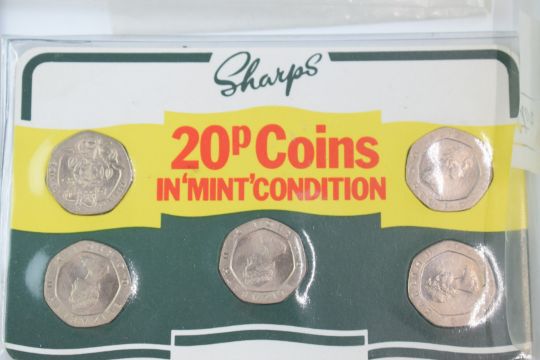 Sharps
20p Coins
IN 'MINT' CONDITION